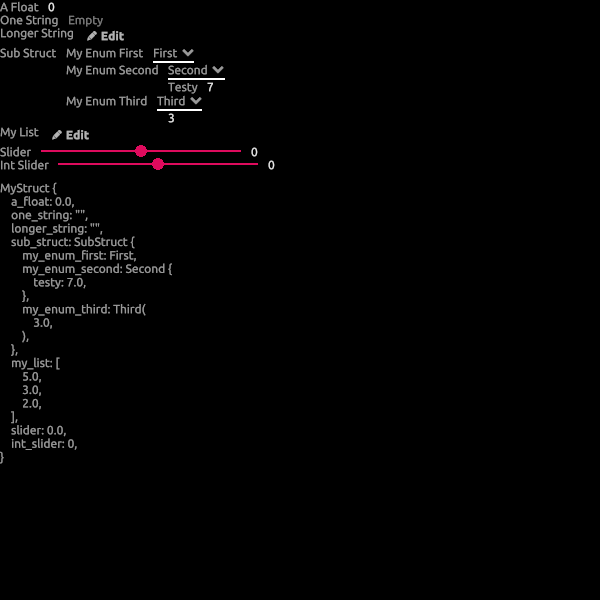 A Float 0
One String Empty
Longer String Edit
Sub Struct My Enum First First
My Enum Second Second
Testy 7
My Enum Third Third
3
My List Edit
Slider 0
Int Slider 0
MyStruct {
    a_float: 0.0,
    one_string: "",
    longer_string: "",
    sub_struct: SubStruct {
        my_enum_first: First,
        my_enum_second: Second {
            testy: 7.0,
        },
        my_enum_third: Third(
            3.0,
        ),
    },
    my_list: [
        5.0,
        3.0,
        2.0,
    ],
    slider: 0.0,
    int_slider: 0,
}